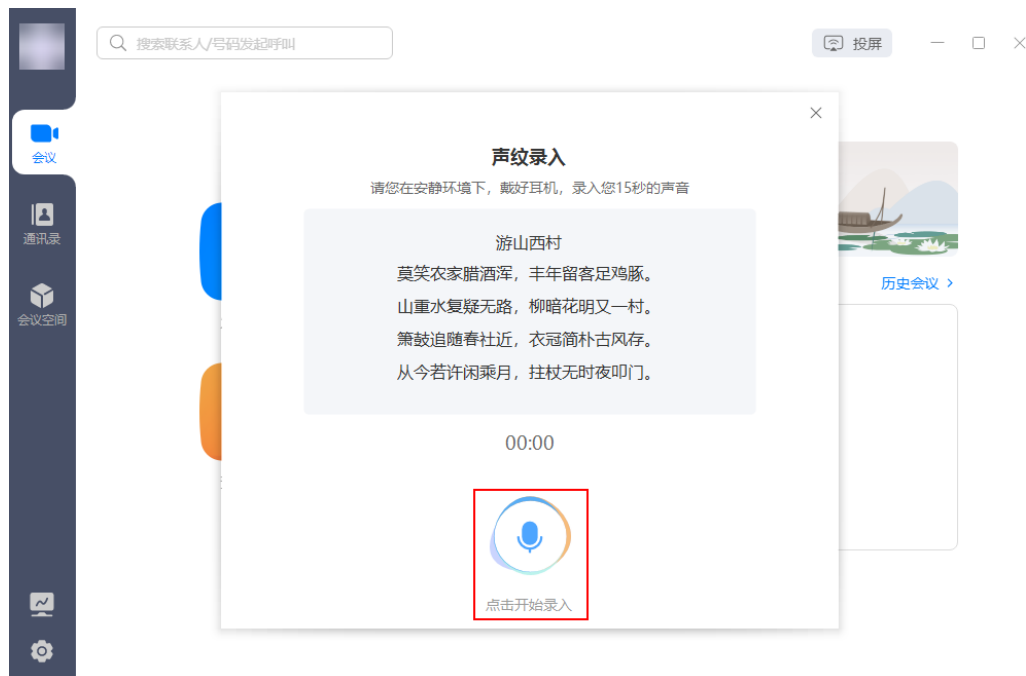 搜索联系人/号码发起呼叫
投屏
会议
通讯录
会议空间
历史会议
声纹录入
请您在安静环境下，戴好耳机，录入您15秒的声音
游山西村
莫笑农家腊酒浑，丰年留客足鸡豚。
山重水复疑无路，柳暗花明又一村。
箫鼓追随春社近，衣冠简朴古风存。
从今若许闲乘月，拄杖无时夜叩门。
00:00
点击开始录入